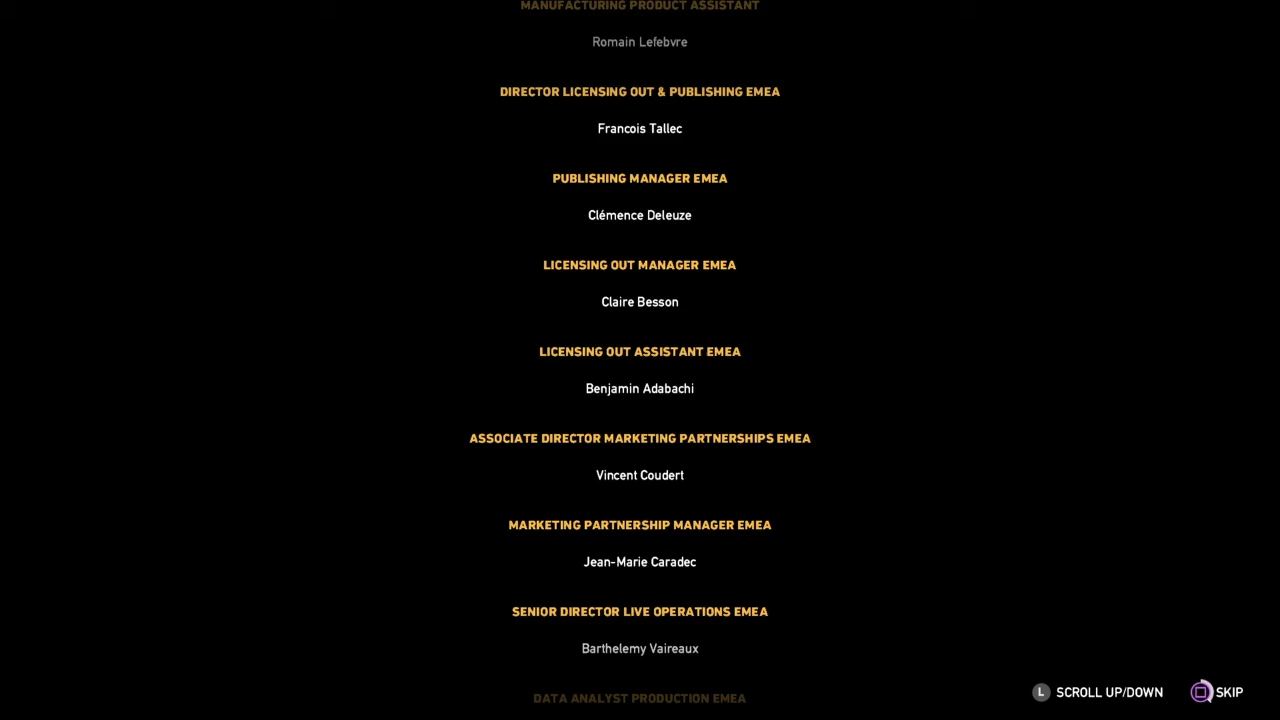 MANUFACTURING PRODUCT ASSISTANT
Romain Lefebvre
DIRECTOR LICENSING OUT & PUBLISHING EMEA
Francois Tallec
PUBLISHING MANAGER EMEA
Clémence Deleuze
LICENSING OUT MANAGER EMEA
Claire Besson
LICENSING OUT ASSISTANT EMEA
Benjamin Adabachi
ASSOCIATE DIRECTOR MARKETING PARTNERSHIPS EMEA
Vincent Coudert
MARKETING PARTNERSHIP MANAGER EMEA
Jean-Marie Caradec
SENIOR DIRECTOR LIVE OPERATIONS EMEA
Barthelemy Vaireaux
DATA ANALYST PRODUCTION EMEA
L SCROLL UP/DOWN SKIP